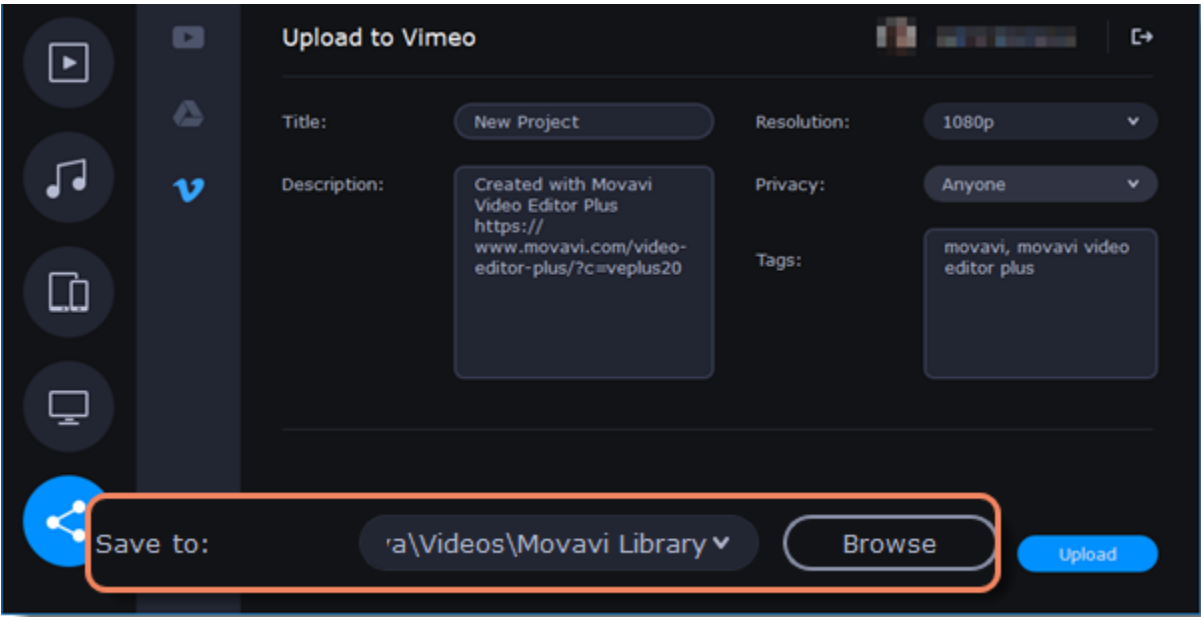 Upload to Vimeo
Title:
New Project
Resolution:
1080p
Description:
Created with Movavi
Video Editor Plus
https://
www.movavi.com/video-
editor-plus/?c=veplus20
Privacy:
Anyone
Tags:
movavi, movavi video
editor plus
Save to:
a\Videos\Movavi Library
Browse
Upload